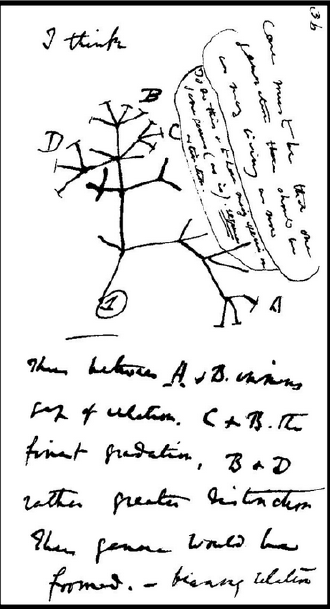 36
I think
Case must be that one
generation then should be
as many living as now
To do this & to have many species in
same genus (as is). requires
extinction.
B
D
C
A
1
Thus between A & B. immense
gap of relation. C & B. The
finest gradation, B & D
rather greater distinction
Thus genera would be
formed. — bearing relation